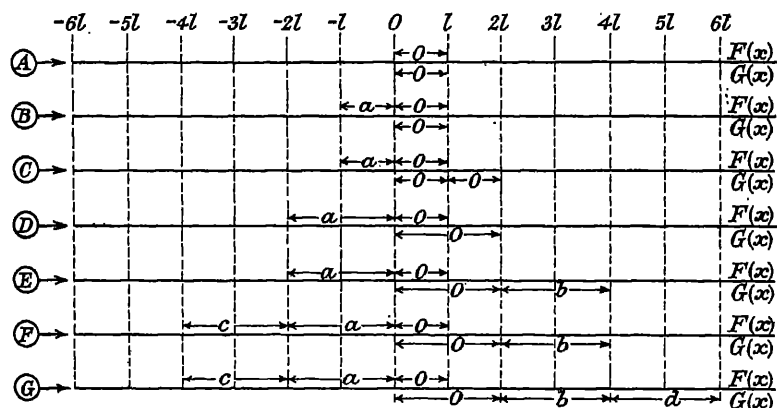 -6l -5l -4l -3l -2l -l 0 l 2l 3l 4l 5l 6l
0 F(x)
A
0 G(x)
a 0 F(x)
B
0 G(x)
a 0 F(x)
C
0 0 G(x)
a 0 F(x)
D
0 G(x)
a 0 F(x)
E
0 b G(x)
c a 0 F(x)
F
0 b G(x)
c a 0 F(x)
G
0 b d G(x)